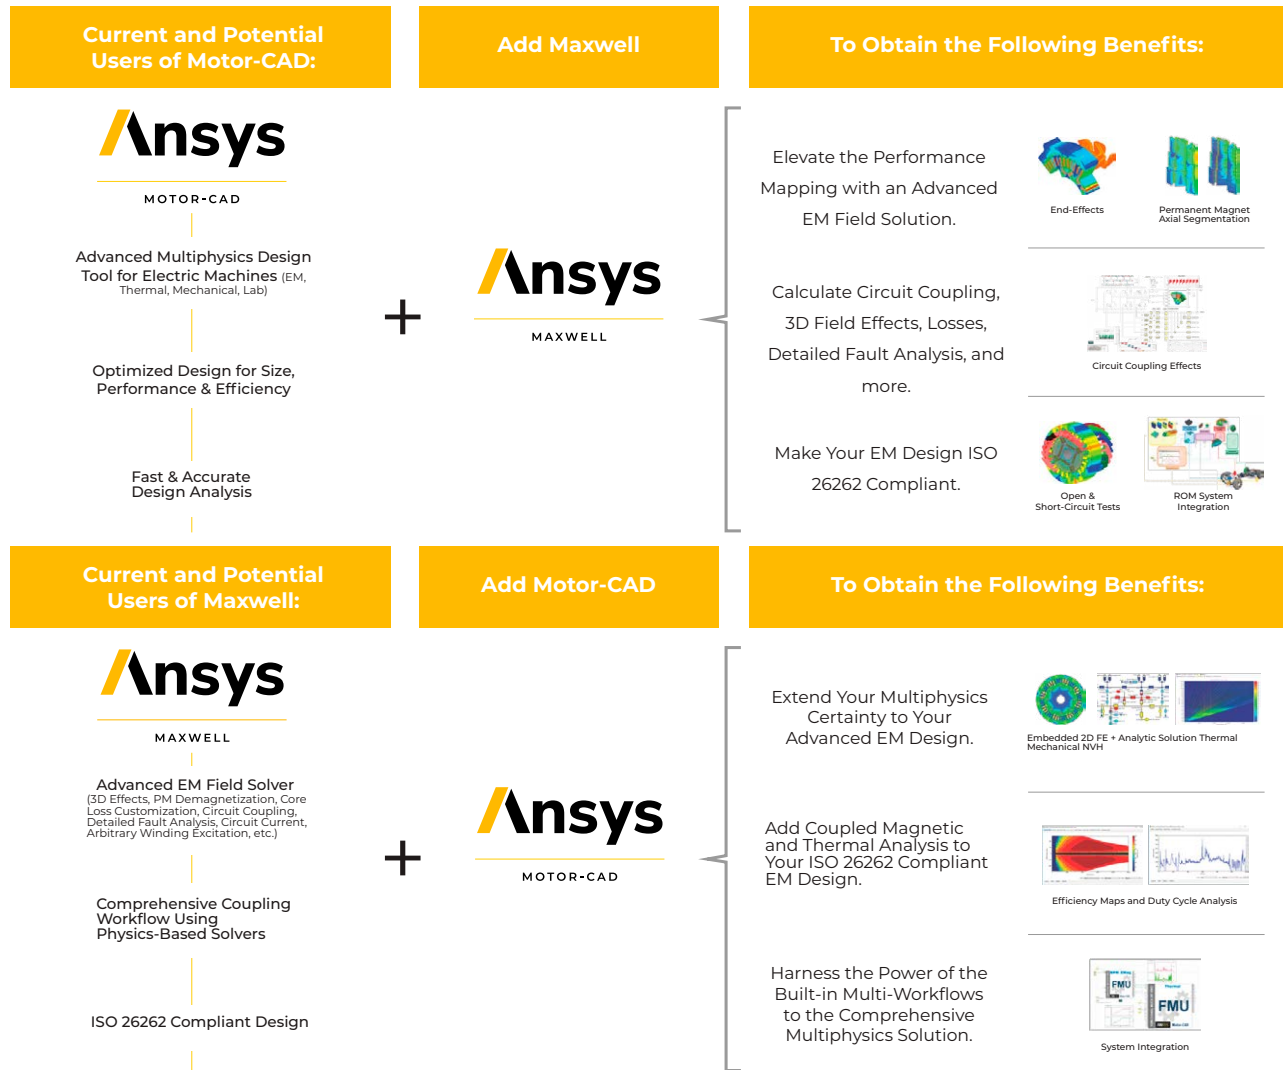 Current and Potential
Users of Motor-CAD:
Add Maxwell
To Obtain the Following Benefits:
Ansys
MOTOR-CAD
Advanced Multiphysics Design
Tool for Electric Machines (EM,
Thermal, Mechanical, Lab)
Optimized Design for Size,
Performance & Efficiency
Fast & Accurate
Design Analysis
+
Ansys
MAXWELL
Elevate the Performance
Mapping with an Advanced
EM Field Solution.
End-Effects
Permanent Magnet
Axial Segmentation
Calculate Circuit Coupling,
3D Field Effects, Losses,
Detailed Fault Analysis, and
more.
Circuit Coupling Effects
Make Your EM Design ISO
26262 Compliant.
Open &
Short-Circuit Tests
ROM System
Integration
Current and Potential
Users of Maxwell:
Add Motor-CAD
To Obtain the Following Benefits:
Ansys
MAXWELL
Advanced EM Field Solver
(3D Effects, PM Demagnetization, Core
Loss Customization, Circuit Coupling,
Detailed Fault Analysis, Circuit Current,
Arbitrary Winding Excitation, etc.)
Comprehensive Coupling
Workflow Using
Physics-Based Solvers
ISO 26262 Compliant Design
+
Ansys
MOTOR-CAD
Extend Your Multiphysics
Certainty to Your
Advanced EM Design.
Embedded 2D FE + Analytic Solution Thermal
Mechanical NVH
Add Coupled Magnetic
and Thermal Analysis to
Your ISO 26262 Compliant
EM Design.
Efficiency Maps and Duty Cycle Analysis
Harness the Power of the
Built-in Multi-Workflows
to the Comprehensive
Multiphysics Solution.
Thermal
FMU
FMU
Motor-CAD
System Integration